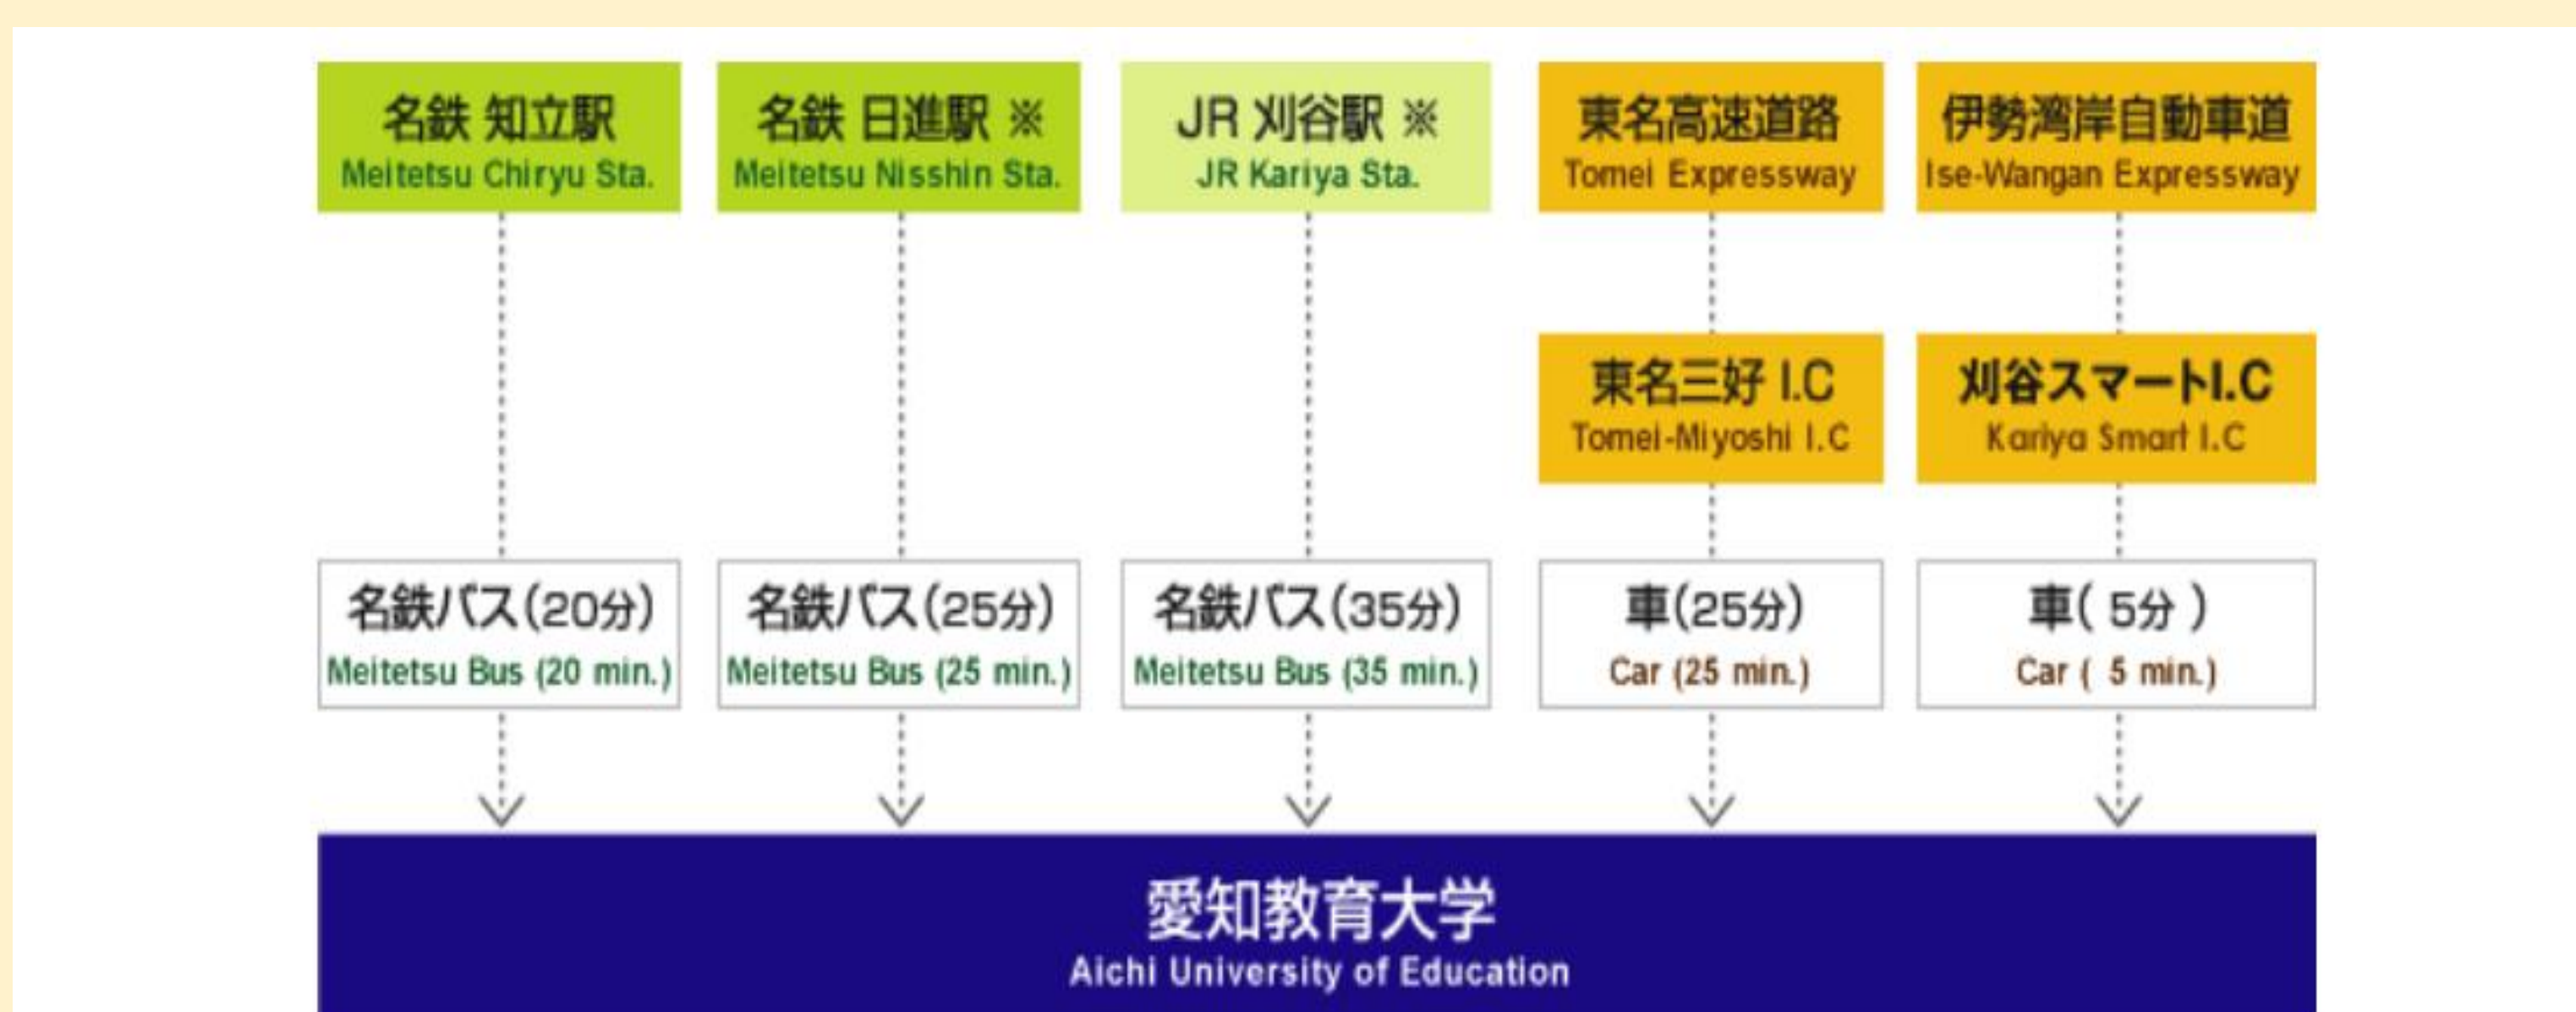 名鉄 知立駅
Meitetsu Chiryu Sta.
名鉄 日進駅 ※
Meitetsu Nisshin Sta.
JR 刈谷駅 ※
JR Kariya Sta.
東名高速道路
Tomei Expressway
伊勢湾岸自動車道
Ise-Wangan Expressway
東名三好 I.C
Tomei-Miyoshi I.C
刈谷スマートI.C
Kariya Smart I.C
名鉄バス(20分)
Meitetsu Bus (20 min.)
名鉄バス(25分)
Meitetsu Bus (25 min.)
名鉄バス(35分)
Meitetsu Bus (35 min.)
車(25分)
Car (25 min.)
車( 5分 )
Car ( 5 min.)
愛知教育大学
Aichi University of Education